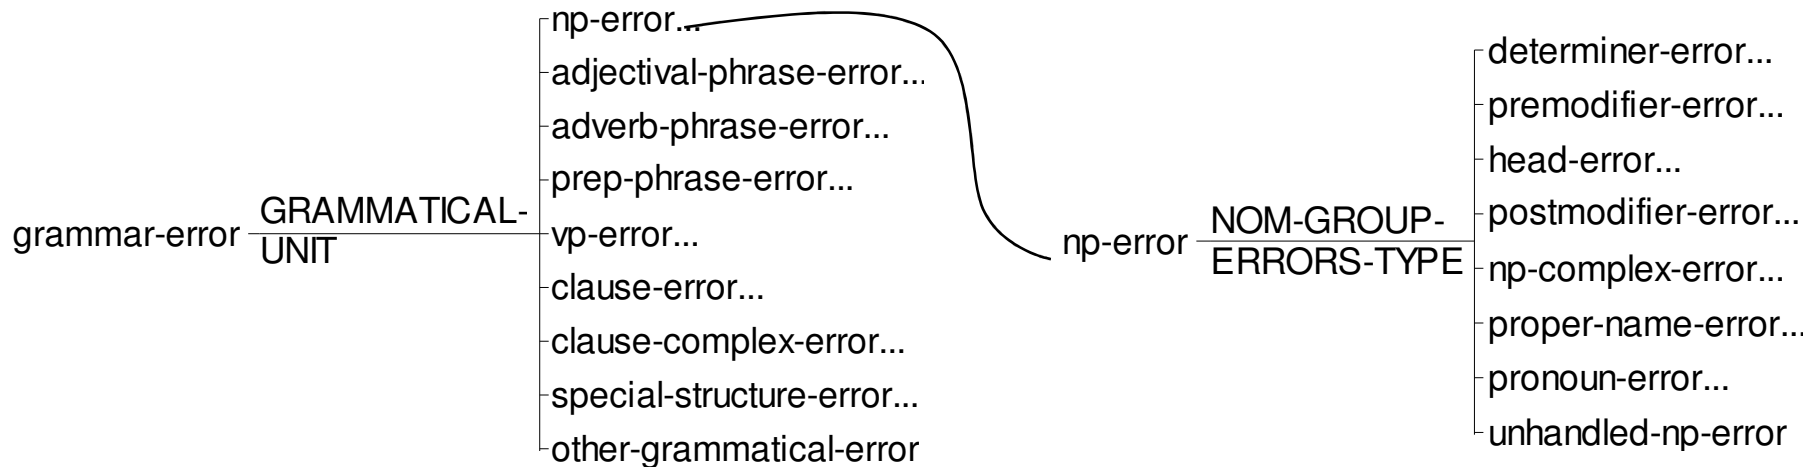 grammar-error
GRAMMATICAL-
UNIT
np-error...
adjectival-phrase-error...
adverb-phrase-error...
prep-phrase-error...
vp-error...
clause-error...
clause-complex-error...
special-structure-error...
other-grammatical-error
np-error
NOM-GROUP-
ERRORS-TYPE
determiner-error...
premodifier-error...
head-error...
postmodifier-error...
np-complex-error...
proper-name-error...
pronoun-error...
unhandled-np-error